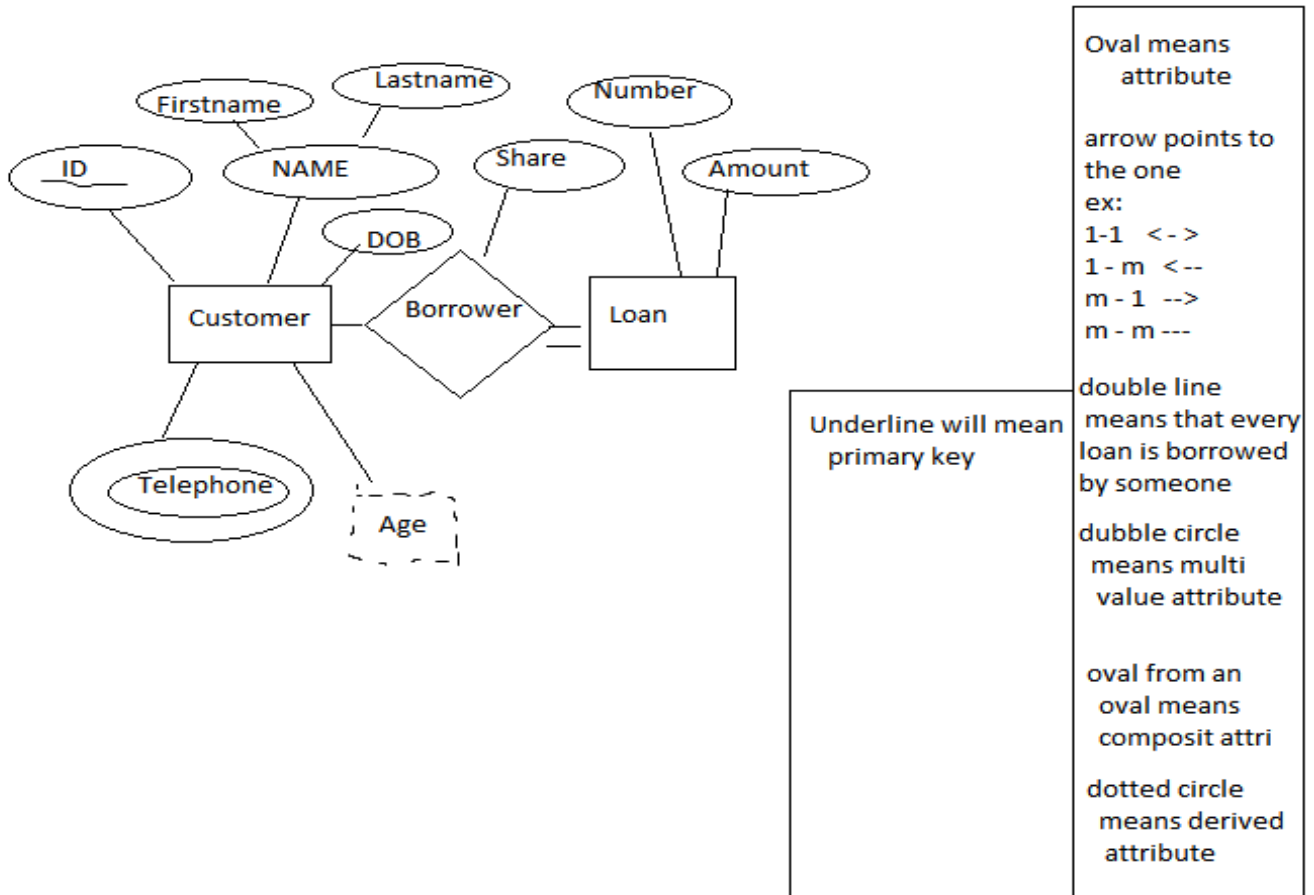 Firstname
Lastname
Number
ID
NAME
Share
Amount
DOB
Customer
Borrower
Loan
Telephone
Age
Underline will mean
primary key
Oval means
attribute
arrow points to
the one
ex:
1-1 < - >
1 - m < --
m - 1 -->
m - m ---
double line
means that every
loan is borrowed
by someone
dubble circle
means multi
value attribute
oval from an
oval means
composit attri
dotted circle
means derived
attribute